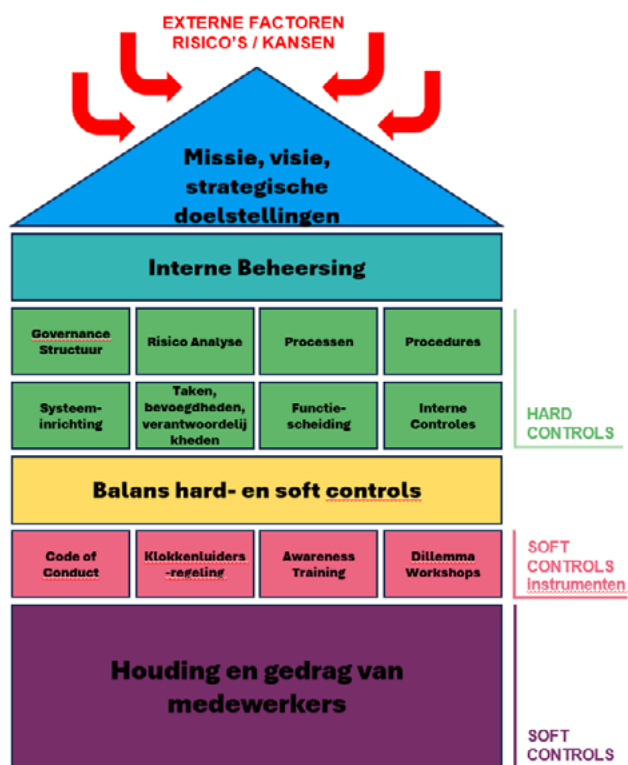 EXTERNE FACTOREN
RISICO'S / KANSEN
Missie, visie,
strategische
doelstellingen
Interne Beheersing
Governance
Structuur
Risico Analyse
Processen
Procedures
Systeem-
inrichting
Taken,
bevoegdheden,
verantwoordelij
kheden
Functie-
scheiding
Interne
Controles
HARD
CONTROLS
Balans hard- en soft controls
Code of
Conduct
Klokkenluiders
-regeling
Awareness
Training
Dillemma
Workshops
SOFT
CONTROLS
instrumenten
Houding en gedrag van
medewerkers
SOFT
CONTROLS